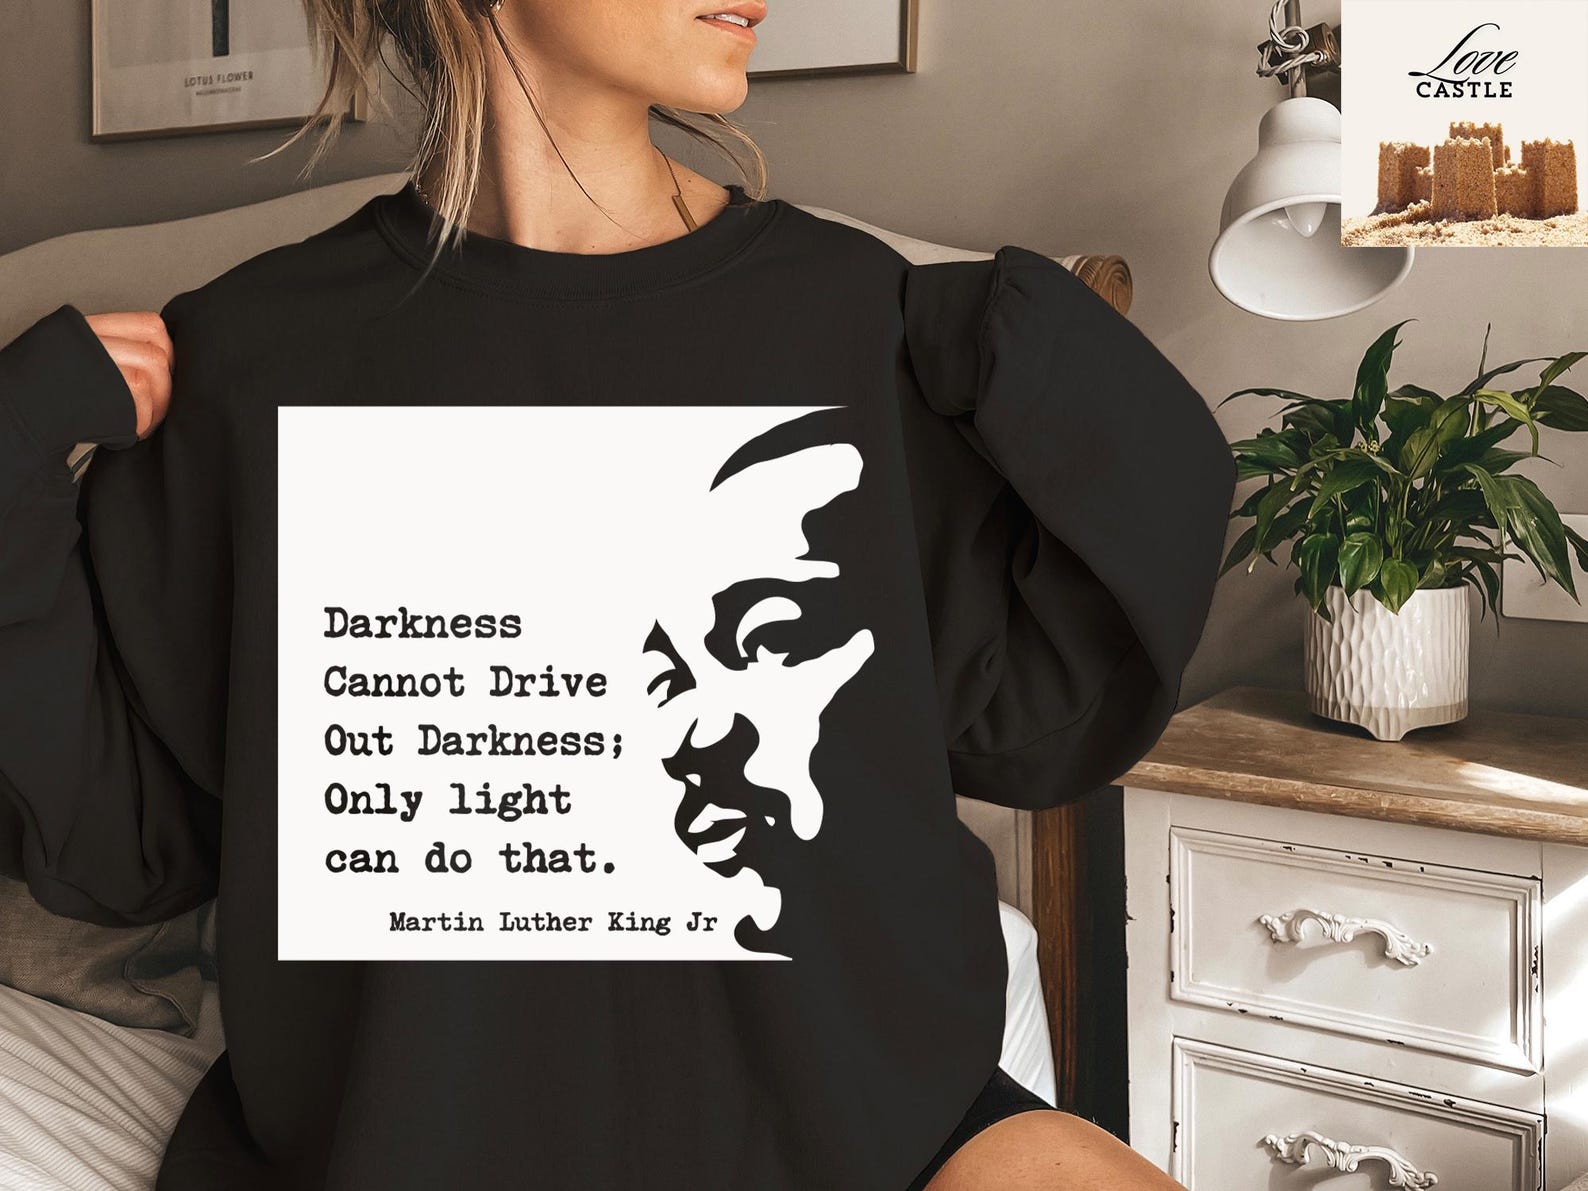 LOTUS FLOWER
Love
CASTLE
Darkness
Cannot Drive
Out Darkness;
Only light
can do that.
Martin Luther King Jr